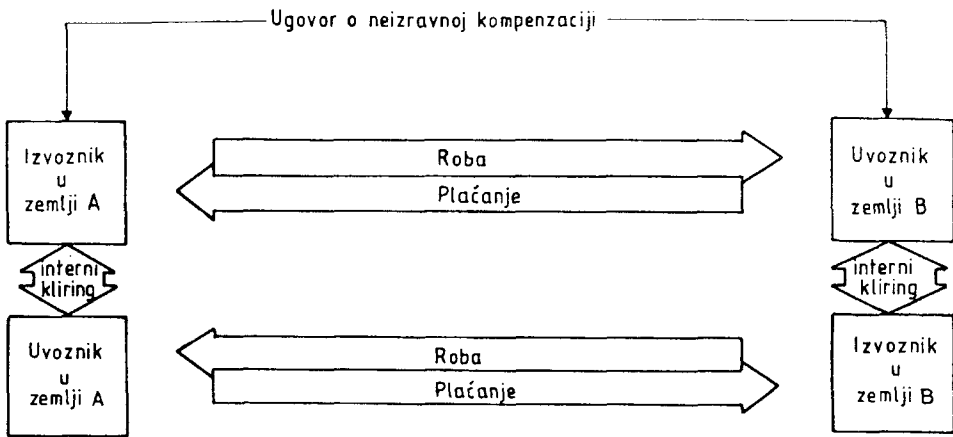 Ugovor o neizravnoj kompenzaciji
Izvoznik
u
zemlji A
Roba
Plaćanje
Uvoznik
u
zemlji B
interni
kliring
interni
kliring
Uvoznik
u
zemlji A
Roba
Plaćanje
Izvoznik
u
zemlji B